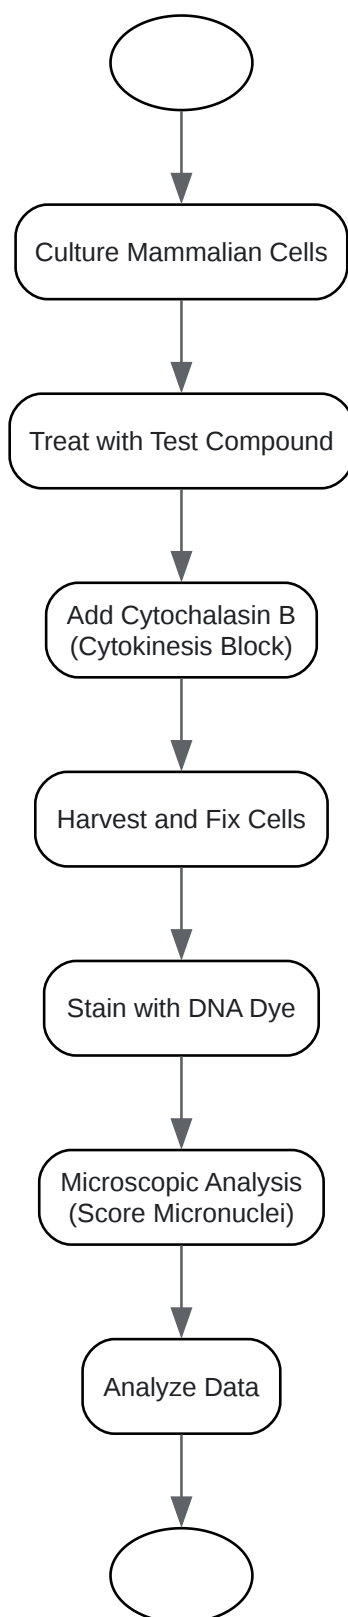 Culture Mammalian Cells
Treat with Test Compound
Add Cytochalasin B
(Cytokinesis Block)
Harvest and Fix Cells
Stain with DNA Dye
Microscopic Analysis
(Score Micronuclei)
Analyze Data